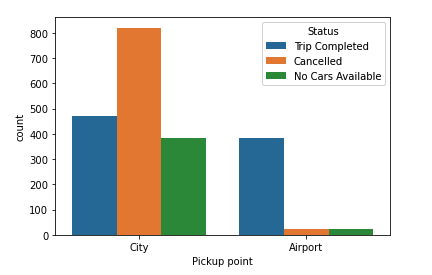 800
700
600
500
400
300
200
100
0
count
Status
Trip Completed
Cancelled
No Cars Available
City
Airport
Pickup point